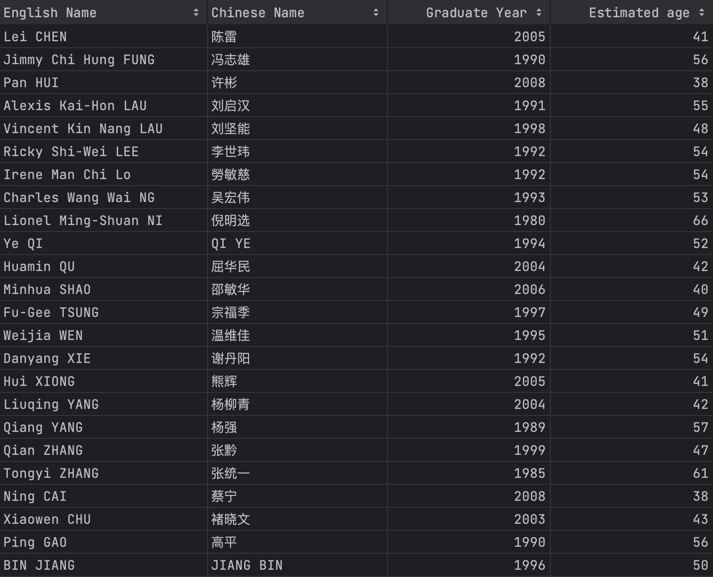 English Name Chinese Name Graduate Year Estimated age
Lei CHEN 陈雷 2005 41
Jimmy Chi Hung FUNG 冯志雄 1990 56
Pan HUI 许彬 2008 38
Alexis Kai-Hon LAU 刘启汉 1991 55
Vincent Kin Nang LAU 刘坚能 1998 48
Ricky Shi-Wei LEE 李世玮 1992 54
Irene Man Chi Lo 勞敏慈 1992 54
Charles Wang Wai NG 吴宏伟 1993 53
Lionel Ming-Shuan NI 倪明选 1980 66
Ye QI QI YE 1994 52
Huamin QU 屈华民 2004 42
Minhua SHAO 邵敏华 2006 40
Fu-Gee TSUNG 宗福季 1997 49
Weijia WEN 温维佳 1995 51
Danyang XIE 谢丹阳 1992 54
Hui XIONG 熊辉 2005 41
Liuqing YANG 杨柳青 2004 42
Qiang YANG 杨强 1989 57
Qian ZHANG 张黔 1999 47
Tongyi ZHANG 张统一 1985 61
Ning CAI 蔡宁 2008 38
Xiaowen CHU 褚晓文 2003 43
Ping GAO 高平 1990 56
BIN JIANG JIANG BIN 1996 50